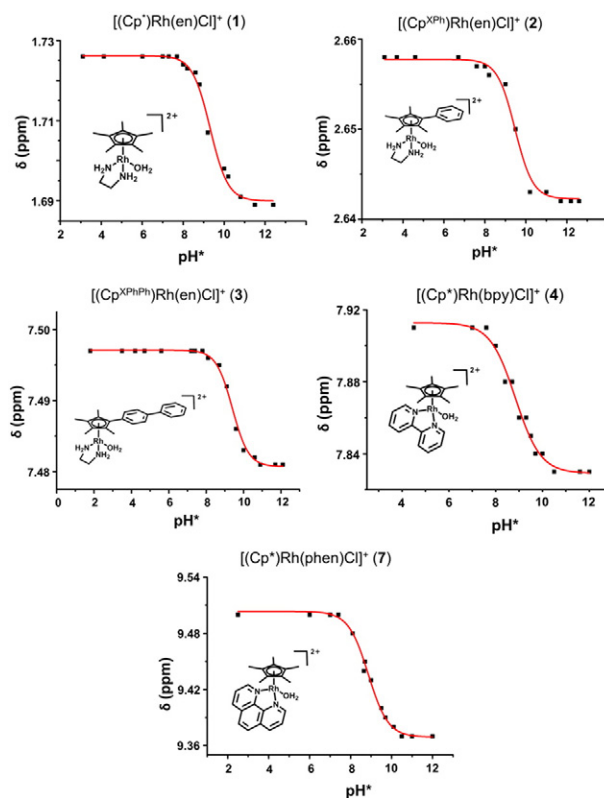 [(Cp*)Rh(en)Cl]⁺ (1)
1.73
1.71
1.69
δ (ppm)
2 4 6 8 10 12
pH*
2+
Rh
H₂N
OH₂
NH₂
[(Cp^XPh)Rh(en)Cl]⁺ (2)
2.66
2.65
2.64
δ (ppm)
2 4 6 8 10 12
pH*
2+
Rh
H₂N
OH₂
NH₂
[(Cp^XPhPh)Rh(en)Cl]⁺ (3)
7.50
7.49
7.48
δ (ppm)
0 2 4 6 8 10 12
pH*
2+
Rh
H₂N
OH₂
NH₂
[(Cp*)Rh(bpy)Cl]⁺ (4)
7.92
7.88
7.84
δ (ppm)
4 6 8 10 12
pH*
2+
Rh
N
OH₂
N
[(Cp*)Rh(phen)Cl]⁺ (7)
9.54
9.48
9.42
9.36
δ (ppm)
2 4 6 8 10 12
pH*
2+
Rh
N
OH₂
N